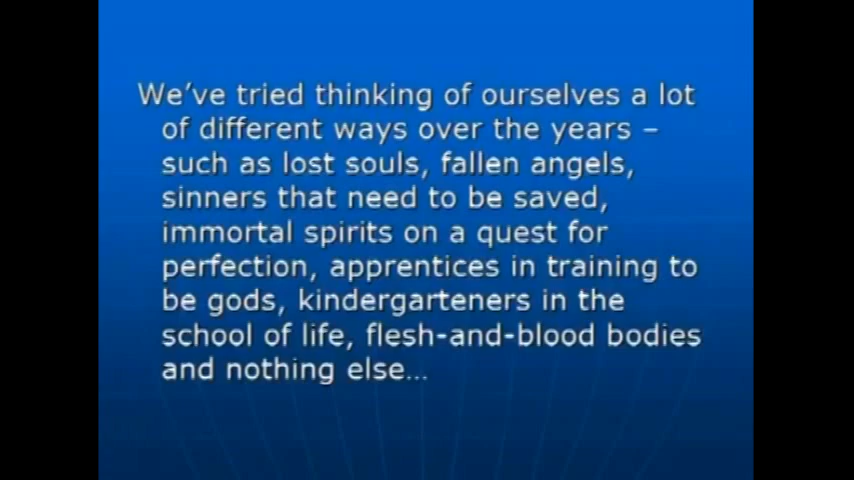 We've tried thinking of ourselves a lot
of different ways over the years –
such as lost souls, fallen angels,
sinners that need to be saved,
immortal spirits on a quest for
perfection, apprentices in training to
be gods, kindergarteners in the
school of life, flesh-and-blood bodies
and nothing else…